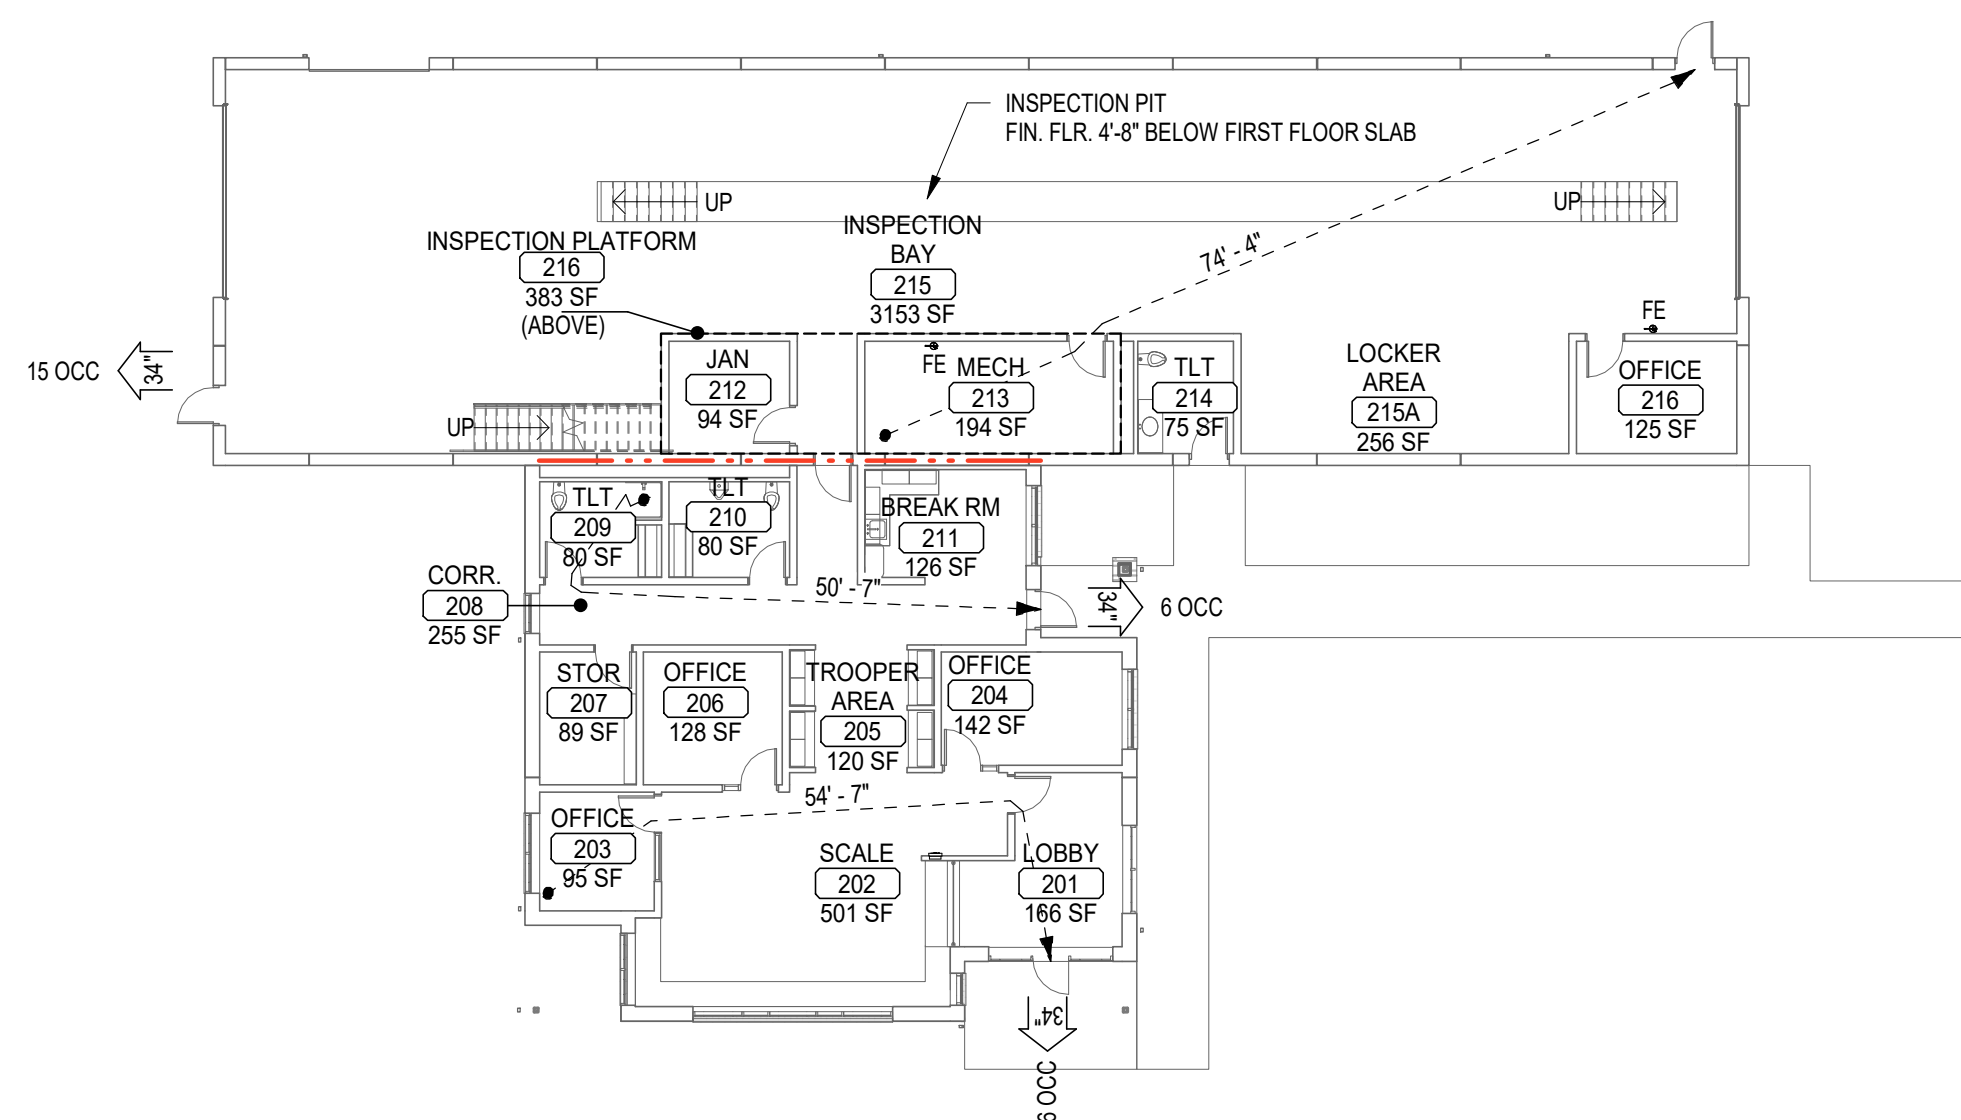 INSPECTION PIT
FIN. FLR. 4'-8" BELOW FIRST FLOOR SLAB
UP
UP
INSPECTION PLATFORM
216
383 SF
(ABOVE)
INSPECTION
BAY
215
3153 SF
74' - 4"
FE
15 OCC
34"
JAN
212
94 SF
FE
MECH
213
194 SF
TLT
214
75 SF
LOCKER
AREA
215A
256 SF
OFFICE
216
125 SF
UP
TLT
209
80 SF
TLT
210
80 SF
BREAK RM
211
126 SF
CORR.
208
255 SF
50' - 7"
34"
6 OCC
STOR
207
89 SF
OFFICE
206
128 SF
TROOPER
AREA
205
120 SF
OFFICE
204
142 SF
54' - 7"
OFFICE
203
95 SF
SCALE
202
501 SF
LOBBY
201
166 SF
34"
6 OCC